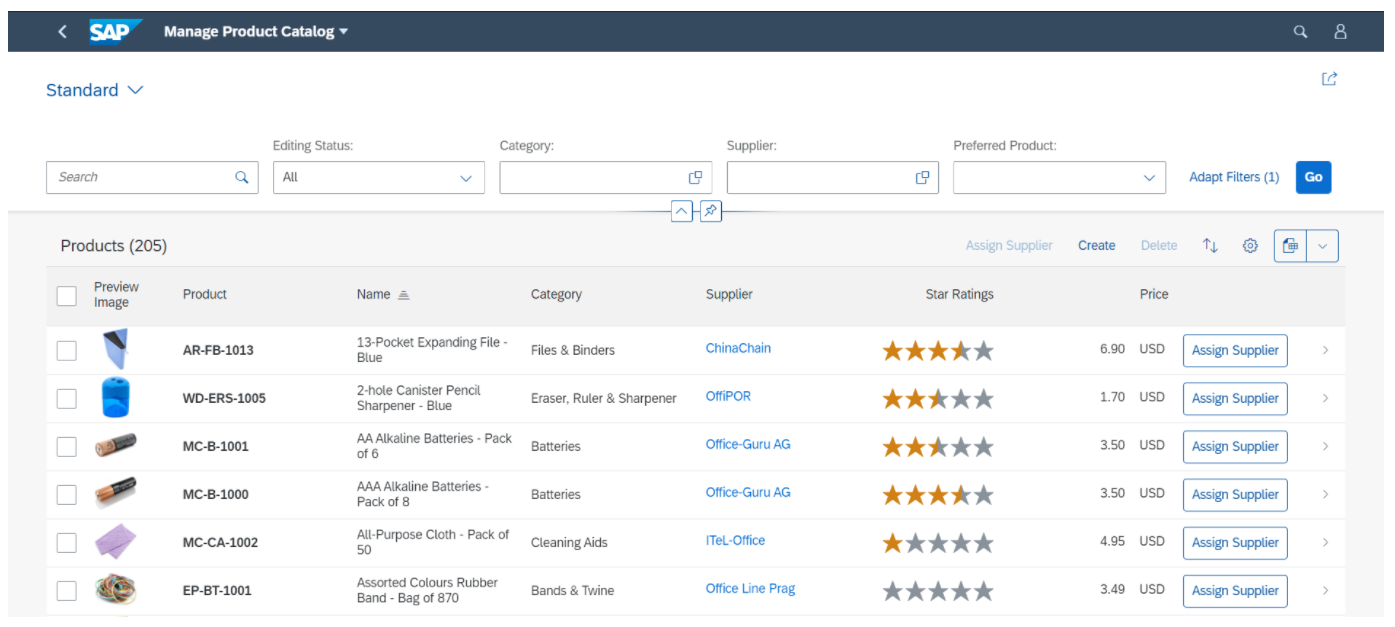 SAP Manage Product Catalog
Standard
Editing Status: Category: Supplier: Preferred Product:
Search All Adapt Filters (1) Go
Products (205) Assign Supplier Create Delete
Preview Image Product Name Category Supplier Star Ratings Price
AR-FB-1013 13-Pocket Expanding File - Blue Files & Binders ChinaChain 6.90 USD Assign Supplier
WD-ERS-1005 2-hole Canister Pencil Sharpener - Blue Eraser, Ruler & Sharpener OffiPOR 1.70 USD Assign Supplier
MC-B-1001 AA Alkaline Batteries - Pack of 6 Batteries Office-Guru AG 3.50 USD Assign Supplier
MC-B-1000 AAA Alkaline Batteries - Pack of 8 Batteries Office-Guru AG 3.50 USD Assign Supplier
MC-CA-1002 All-Purpose Cloth - Pack of 50 Cleaning Aids ITeL-Office 4.95 USD Assign Supplier
EP-BT-1001 Assorted Colours Rubber Band - Bag of 870 Bands & Twine Office Line Prag 3.49 USD Assign Supplier